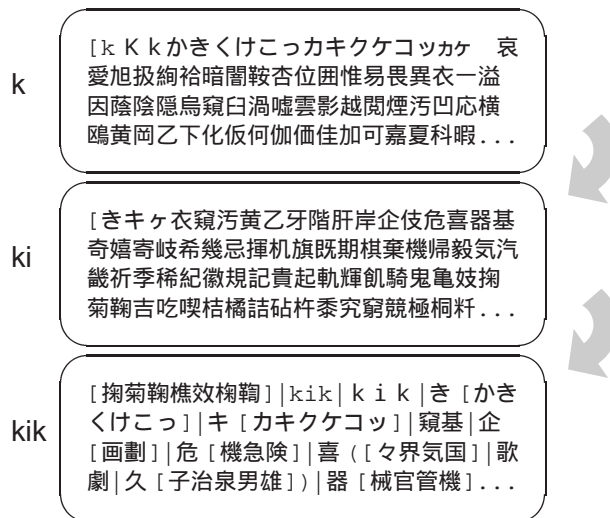 k
[kＫｋかきくけこっカキクケコッヵヶ　哀
愛旭扱絢袷暗闇鞍杏位囲惟易畏異衣一溢
因蔭陰隠烏窺臼渦嘘雲影越閲煙汚凹応横
鴎黄岡乙下化仮何伽価佳加可嘉夏科暇...
ki
[きキヶ衣窺汚黄乙牙階肝岸企伎危喜器基
奇嬉寄岐希幾忌揮机旗既期棋棄機帰毅気汽
畿祈季稀紀徽規記貴起軌輝飢騎鬼亀妓掬
菊鞠吉吃喫桔橘詰砧杵黍究窮競極桐粁...
kik
[掬菊鞠樵效椈鞫]|kik|ｋｉｋ|き[かき
くけこっ]|キ[カキクケコッ]|窺基|企
[画劃]|危[機急険]|喜([々界気国]|歌
劇|久[子治泉男雄])|器[械官管機]...